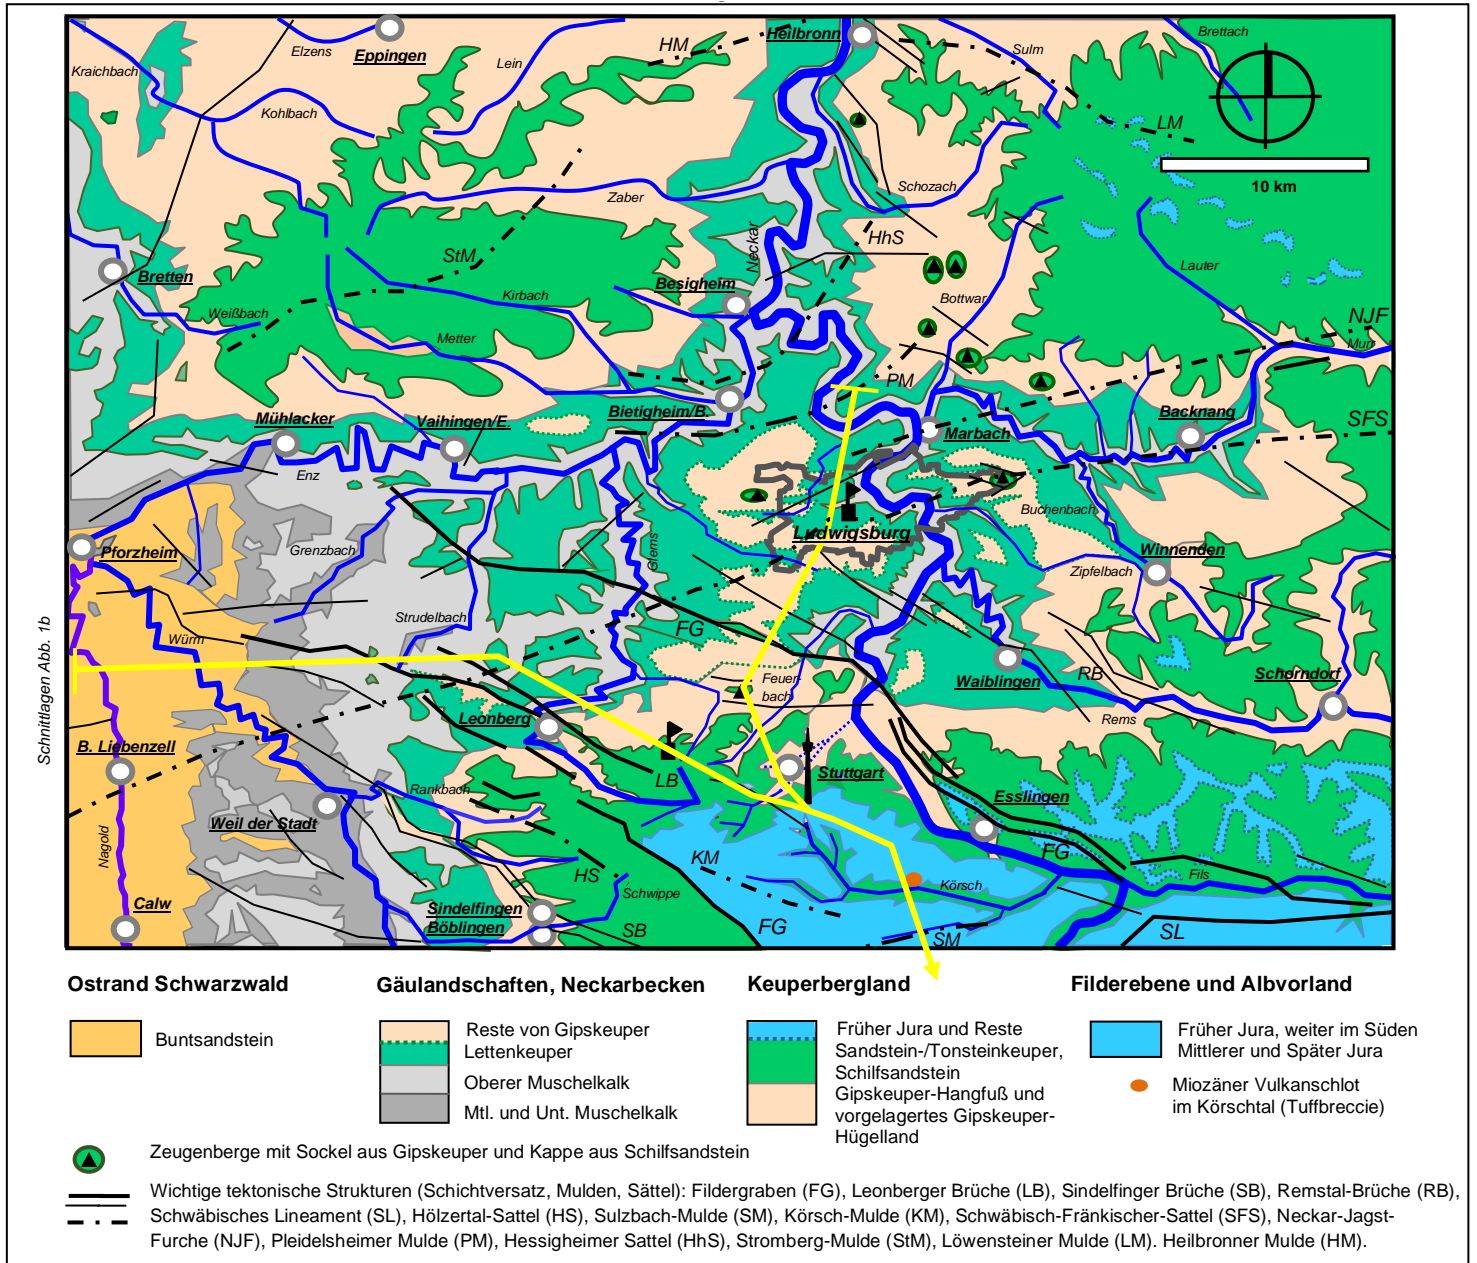 Kraichbach
Elzens
Eppingen
Lein
HM
Heilbronn
Sulm
Brettach
Kohlbach
LM
10 km
Zaber
Schozach
StM
Neckar
HhS
Lauter
Bretten
Besigheim
Kirbach
Bottwar
Weißbach
Metter
NJF
Murr
PM
Mühlacker
Vaihingen/E.
Bietigheim/B.
Marbach
Backnang
SFS
Enz
Buchenbach
Ludwigsburg
Pforzheim
Grenzbach
Glems
Winnenden
Zipfelbach
Strudelbach
FG
Würm
Schnittlagen Abb. 1b
Feuer-
bach
Waiblingen
RB
Schorndorf
Leonberg
Rems
B. Liebenzell
LB
Stuttgart
Rankbach
Esslingen
Weil der Stadt
Nagold
KM
FG
HS
Schwippe
Körsch
Fils
Calw
Sindelfingen
Böblingen
SB
FG
SM
SL
Ostrand Schwarzwald
Buntsandstein
Gäulandschaften, Neckarbecken
Reste von Gipskeuper
Lettenkeuper
Oberer Muschelkalk
Mtl. und Unt. Muschelkalk
Keuperbergland
Früher Jura und Reste
Sandstein-/Tonsteinkeuper,
Schilfsandstein
Gipskeuper-Hangfuß und
vorgelagertes Gipskeuper-
Hügelland
Filderebene und Albvorland
Früher Jura, weiter im Süden
Mittlerer und Später Jura
Miozäner Vulkanschlot
im Körschtal (Tuffbreccie)
Zeugenberge mit Sockel aus Gipskeuper und Kappe aus Schilfsandstein
Wichtige tektonische Strukturen (Schichtversatz, Mulden, Sättel): Fildergraben (FG), Leonberger Brüche (LB), Sindelfinger Brüche (SB), Remstal-Brüche (RB),
Schwäbisches Lineament (SL), Hölzertal-Sattel (HS), Sulzbach-Mulde (SM), Körsch-Mulde (KM), Schwäbisch-Fränkischer-Sattel (SFS), Neckar-Jagst-
Furche (NJF), Pleidelsheimer Mulde (PM), Hessigheimer Sattel (HhS), Stromberg-Mulde (StM), Löwensteiner Mulde (LM). Heilbronner Mulde (HM).